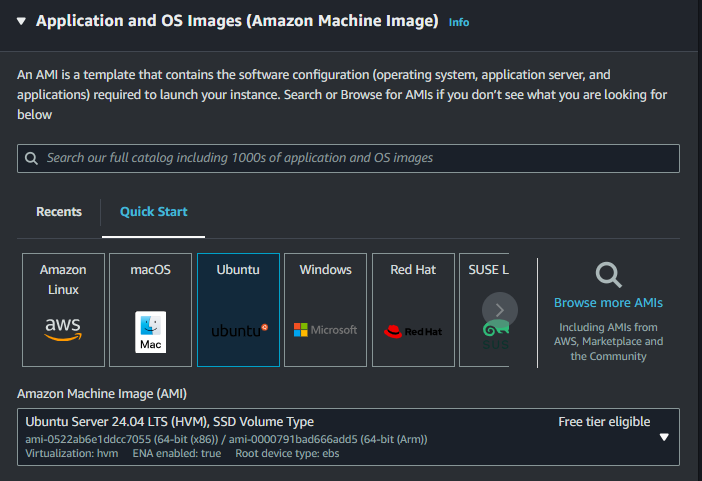 Application and OS Images (Amazon Machine Image) Info
An AMI is a template that contains the software configuration (operating system, application server, and
applications) required to launch your instance. Search or Browse for AMIs if you don't see what you are looking for
below
Search our full catalog including 1000s of application and OS images
Recents
Quick Start
Amazon
Linux
aws
macOS
Mac
Ubuntu
ubuntu
Windows
Microsoft
Red Hat
Red Hat
SUSE L
SUS
Browse more AMIs
Including AMIs from
AWS, Marketplace and
the Community
Amazon Machine Image (AMI)
Ubuntu Server 24.04 LTS (HVM), SSD Volume Type
Free tier eligible
ami-0522ab6e1ddcc7055 (64-bit (x86)) / ami-0000791bad666add5 (64-bit (Arm))
Virtualization: hvm ENA enabled: true Root device type: ebs